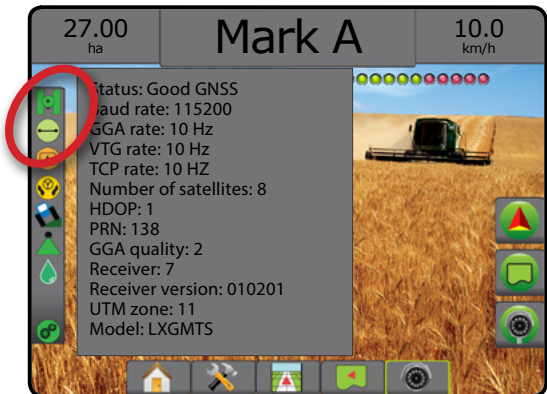 27.00
ha
Mark A
10.0
km/h
Status: Good GNSS
Baud rate: 115200
GGA rate: 10 Hz
VTG rate: 10 Hz
TCP rate: 10 HZ
Number of satellites: 8
HDOP: 1
PRN: 138
GGA quality: 2
Receiver: 7
Receiver version: 010201
UTM zone: 11
Model: LXGMTS